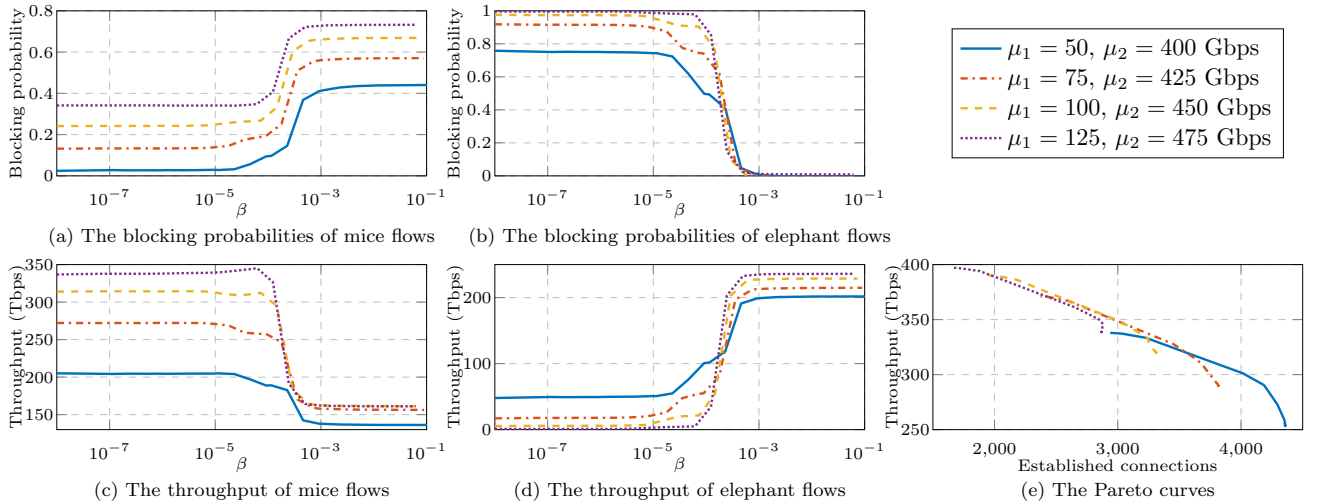 Blocking probability
0.8
0.6
0.4
0.2
0
10⁻⁷ 10⁻⁵ 10⁻³ 10⁻¹
β
(a) The blocking probabilities of mice flows
Blocking probability
1
0.8
0.6
0.4
0.2
0
10⁻⁷ 10⁻⁵ 10⁻³ 10⁻¹
β
(b) The blocking probabilities of elephant flows
μ₁ = 50, μ₂ = 400 Gbps
μ₁ = 75, μ₂ = 425 Gbps
μ₁ = 100, μ₂ = 450 Gbps
μ₁ = 125, μ₂ = 475 Gbps
Throughput (Tbps)
350
300
250
200
150
10⁻⁷ 10⁻⁵ 10⁻³ 10⁻¹
β
(c) The throughput of mice flows
Throughput (Tbps)
200
100
0
10⁻⁷ 10⁻⁵ 10⁻³ 10⁻¹
β
(d) The throughput of elephant flows
Throughput (Tbps)
400
350
300
250
2,000 3,000 4,000
Established connections
(e) The Pareto curves